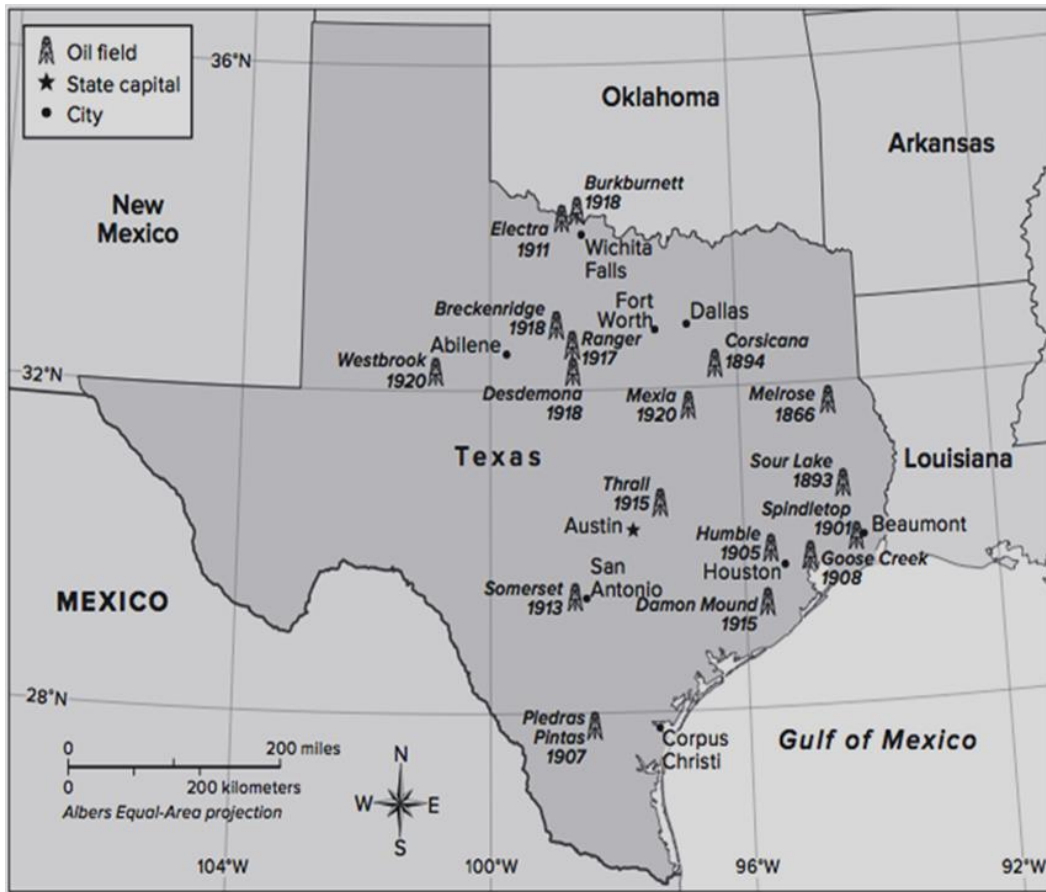 Oil field
State capital
City
36°N
Oklahoma
Arkansas
New
Mexico
Burkburnett
1918
Electra
1911
Wichita
Falls
Breckenridge
1918
Fort
Worth
Dallas
Abilene
Ranger
1917
Corsicana
1894
Westbrook
1920
32°N
Desdemona
1918
Mexia
1920
Melrose
1866
Texas
Louisiana
Sour Lake
1893
Thrall
1915
Spindletop
1901
Beaumont
Austin
Humble
1905
Goose Creek
1908
Houston
San
Antonio
MEXICO
Somerset
1913
Damon Mound
1915
28°N
Piedras
Pintas
1907
Corpus
Christi
Gulf of Mexico
0 200 miles
0 200 kilometers
Albers Equal-Area projection
N
W E
S
104°W 100°W 96°W 92°W